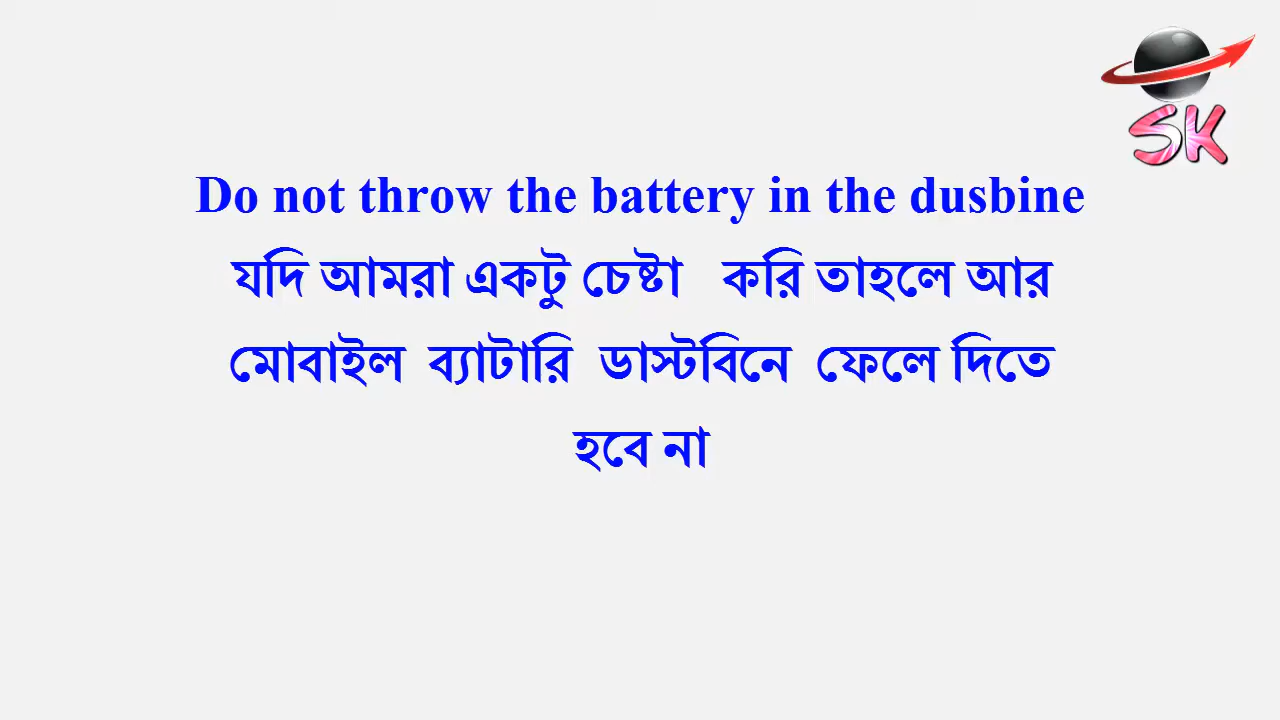 SK
Do not throw the battery in the dusbine
যদি আমরা একটু চেষ্টা করি তাহলে আর
মোবাইল ব্যাটারি ডাস্টবিনে ফেলে দিতে
হবে না